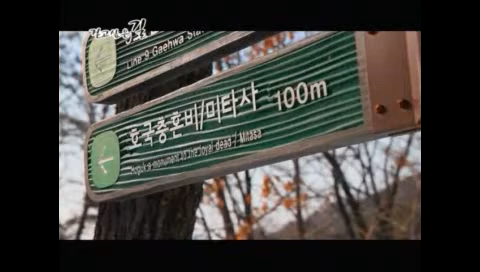 Line 9 Gaehwa Sta
호국충혼비/미타사 100m
a monument to the loyal dead / Mitasa